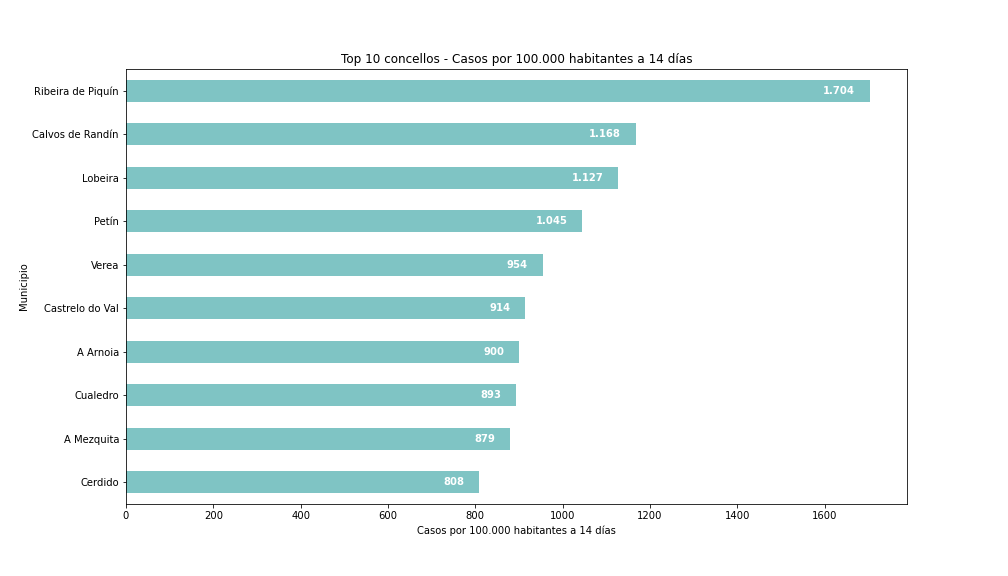 Top 10 concellos - Casos por 100.000 habitantes a 14 días
Municipio
Ribeira de Piquín 1.704
Calvos de Randín 1.168
Lobeira 1.127
Petín 1.045
Verea 954
Castrelo do Val 914
A Arnoia 900
Cualedro 893
A Mezquita 879
Cerdido 808
0 200 400 600 800 1000 1200 1400 1600
Casos por 100.000 habitantes a 14 días